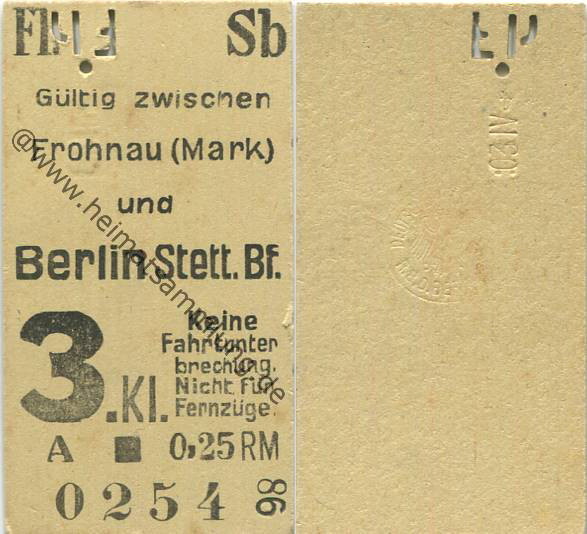 Fr Sb
Gültig zwischen
Frohnau (Mark)
und
Berlin Stett. Bf.
3.Kl.
Keine
Fahrtunter
brechung.
Nicht für
Fernzüge.
A ■ 0,25 RM
0254
98
@www.heimatsammlung.de